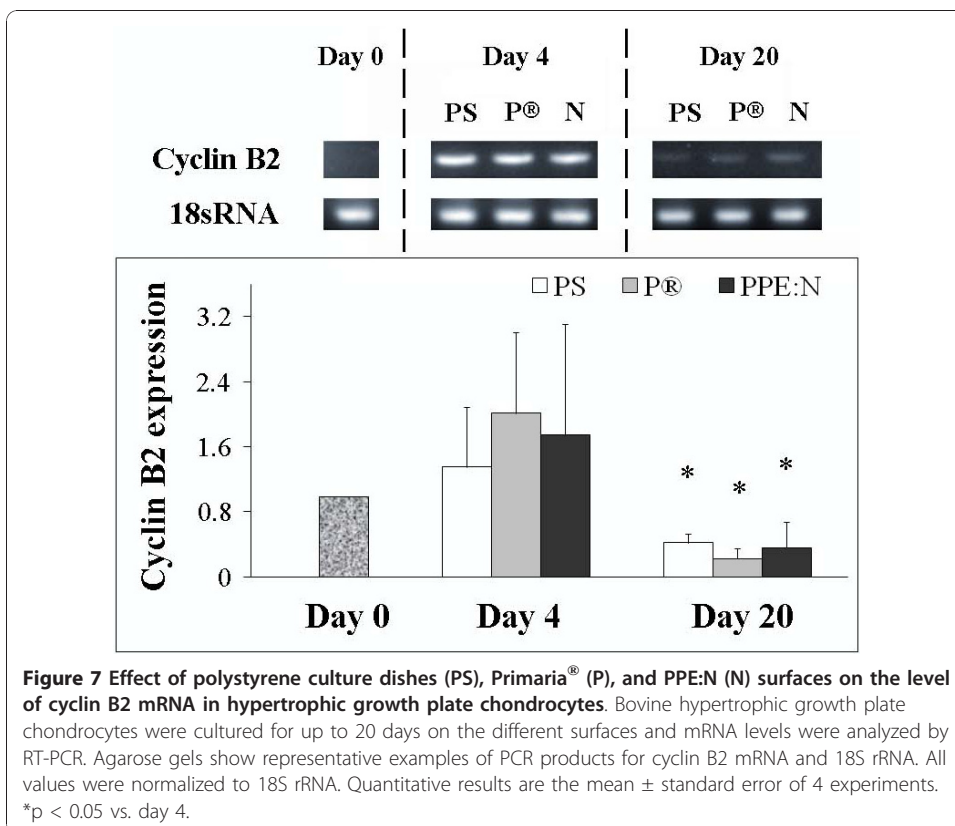 Day 0 Day 4 Day 20
PS P® N PS P® N
Cyclin B2
18sRNA
PS P® PPE:N
Cyclin B2 expression
3.2
2.4
1.6
0.8
0
* * *
Day 0 Day 4 Day 20
Figure 7 Effect of polystyrene culture dishes (PS), Primaria® (P), and PPE:N (N) surfaces on the level
of cyclin B2 mRNA in hypertrophic growth plate chondrocytes. Bovine hypertrophic growth plate
chondrocytes were cultured for up to 20 days on the different surfaces and mRNA levels were analyzed by
RT-PCR. Agarose gels show representative examples of PCR products for cyclin B2 mRNA and 18S rRNA. All
values were normalized to 18S rRNA. Quantitative results are the mean ± standard error of 4 experiments.
*p < 0.05 vs. day 4.